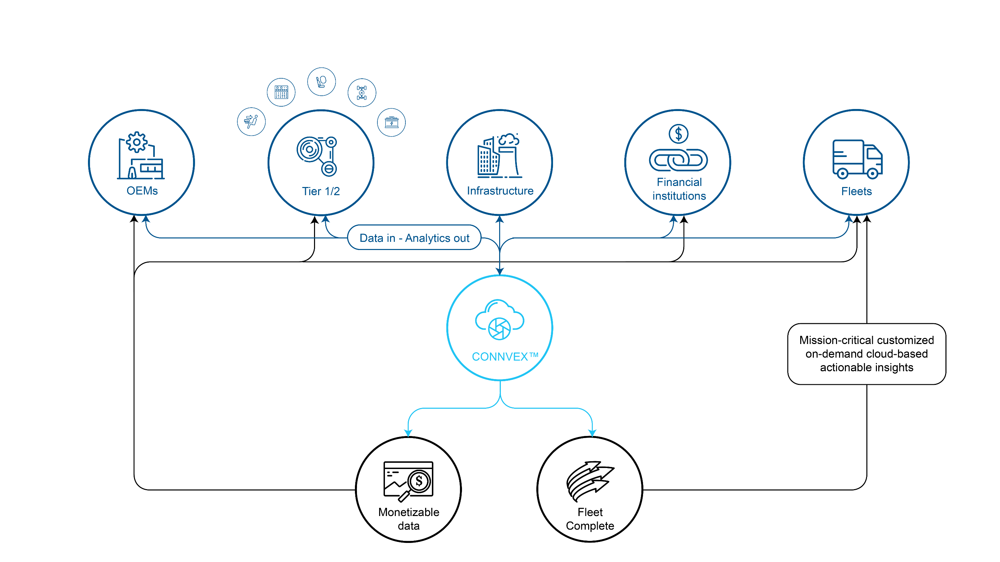 OEMs
Tier 1/2
Infrastructure
Financial
institutions
Fleets
Data in - Analytics out
CONNVEX™
Mission-critical customized
on-demand cloud-based
actionable insights
$
$
Monetizable
data
Fleet
Complete